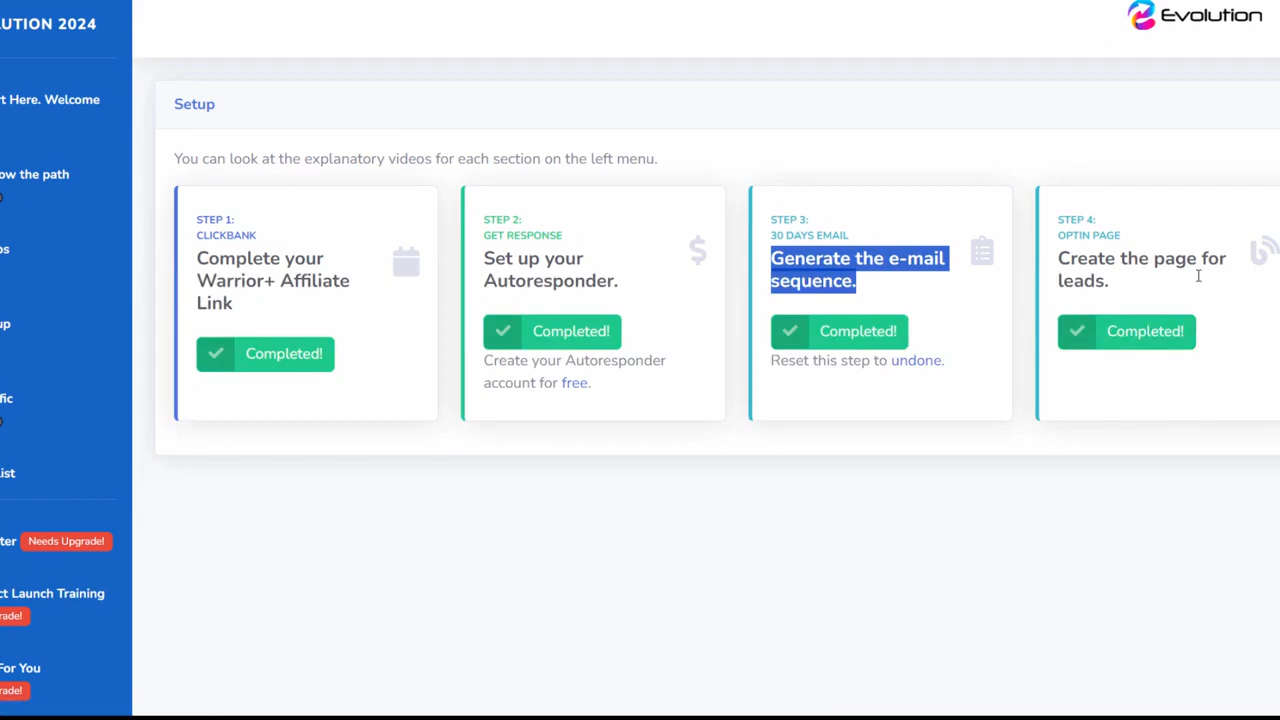 LUTION 2024
Evolution
rt Here. Welcome
ow the path
os
up
fic
ist
ter Needs Upgrade!
ct Launch Training
rade!
For You
rade!
Setup
You can look at the explanatory videos for each section on the left menu.
STEP 1:
CLICKBANK
Complete your
Warrior+ Affiliate
Link
Completed!
STEP 2:
GET RESPONSE
Set up your
Autoresponder.
Completed!
Create your Autoresponder
account for free.
STEP 3:
30 DAYS EMAIL
Generate the e-mail
sequence.
Completed!
Reset this step to undone.
STEP 4:
OPTIN PAGE
Create the page for
leads.
Completed!